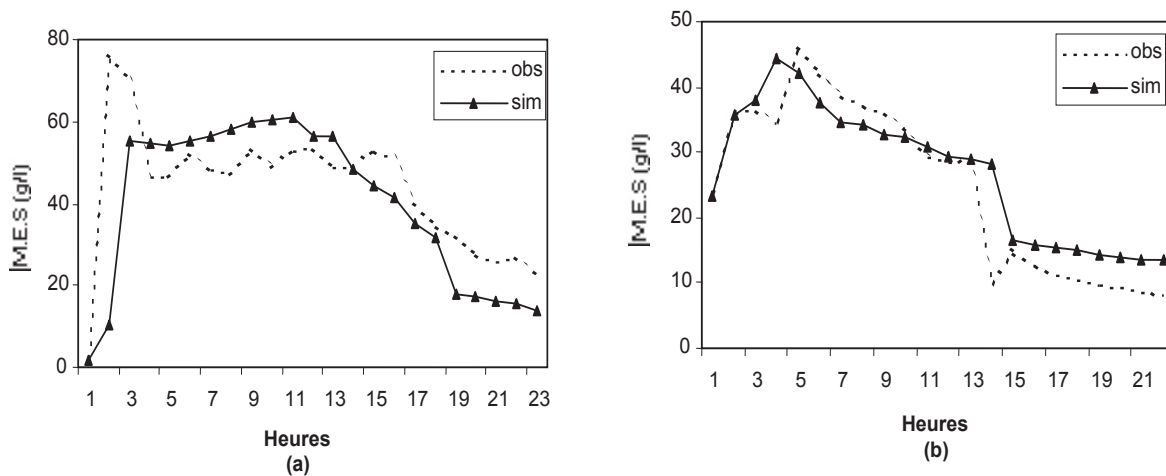 80
60
40
20
0
[M.E.S (g/l)
obs
sim
1 3 5 7 9 11 13 15 17 19 21 23
Heures
(a)
50
40
30
20
10
0
[M.E.S (g/l)
obs
sim
1 3 5 7 9 11 13 15 17 19 21
Heures
(b)